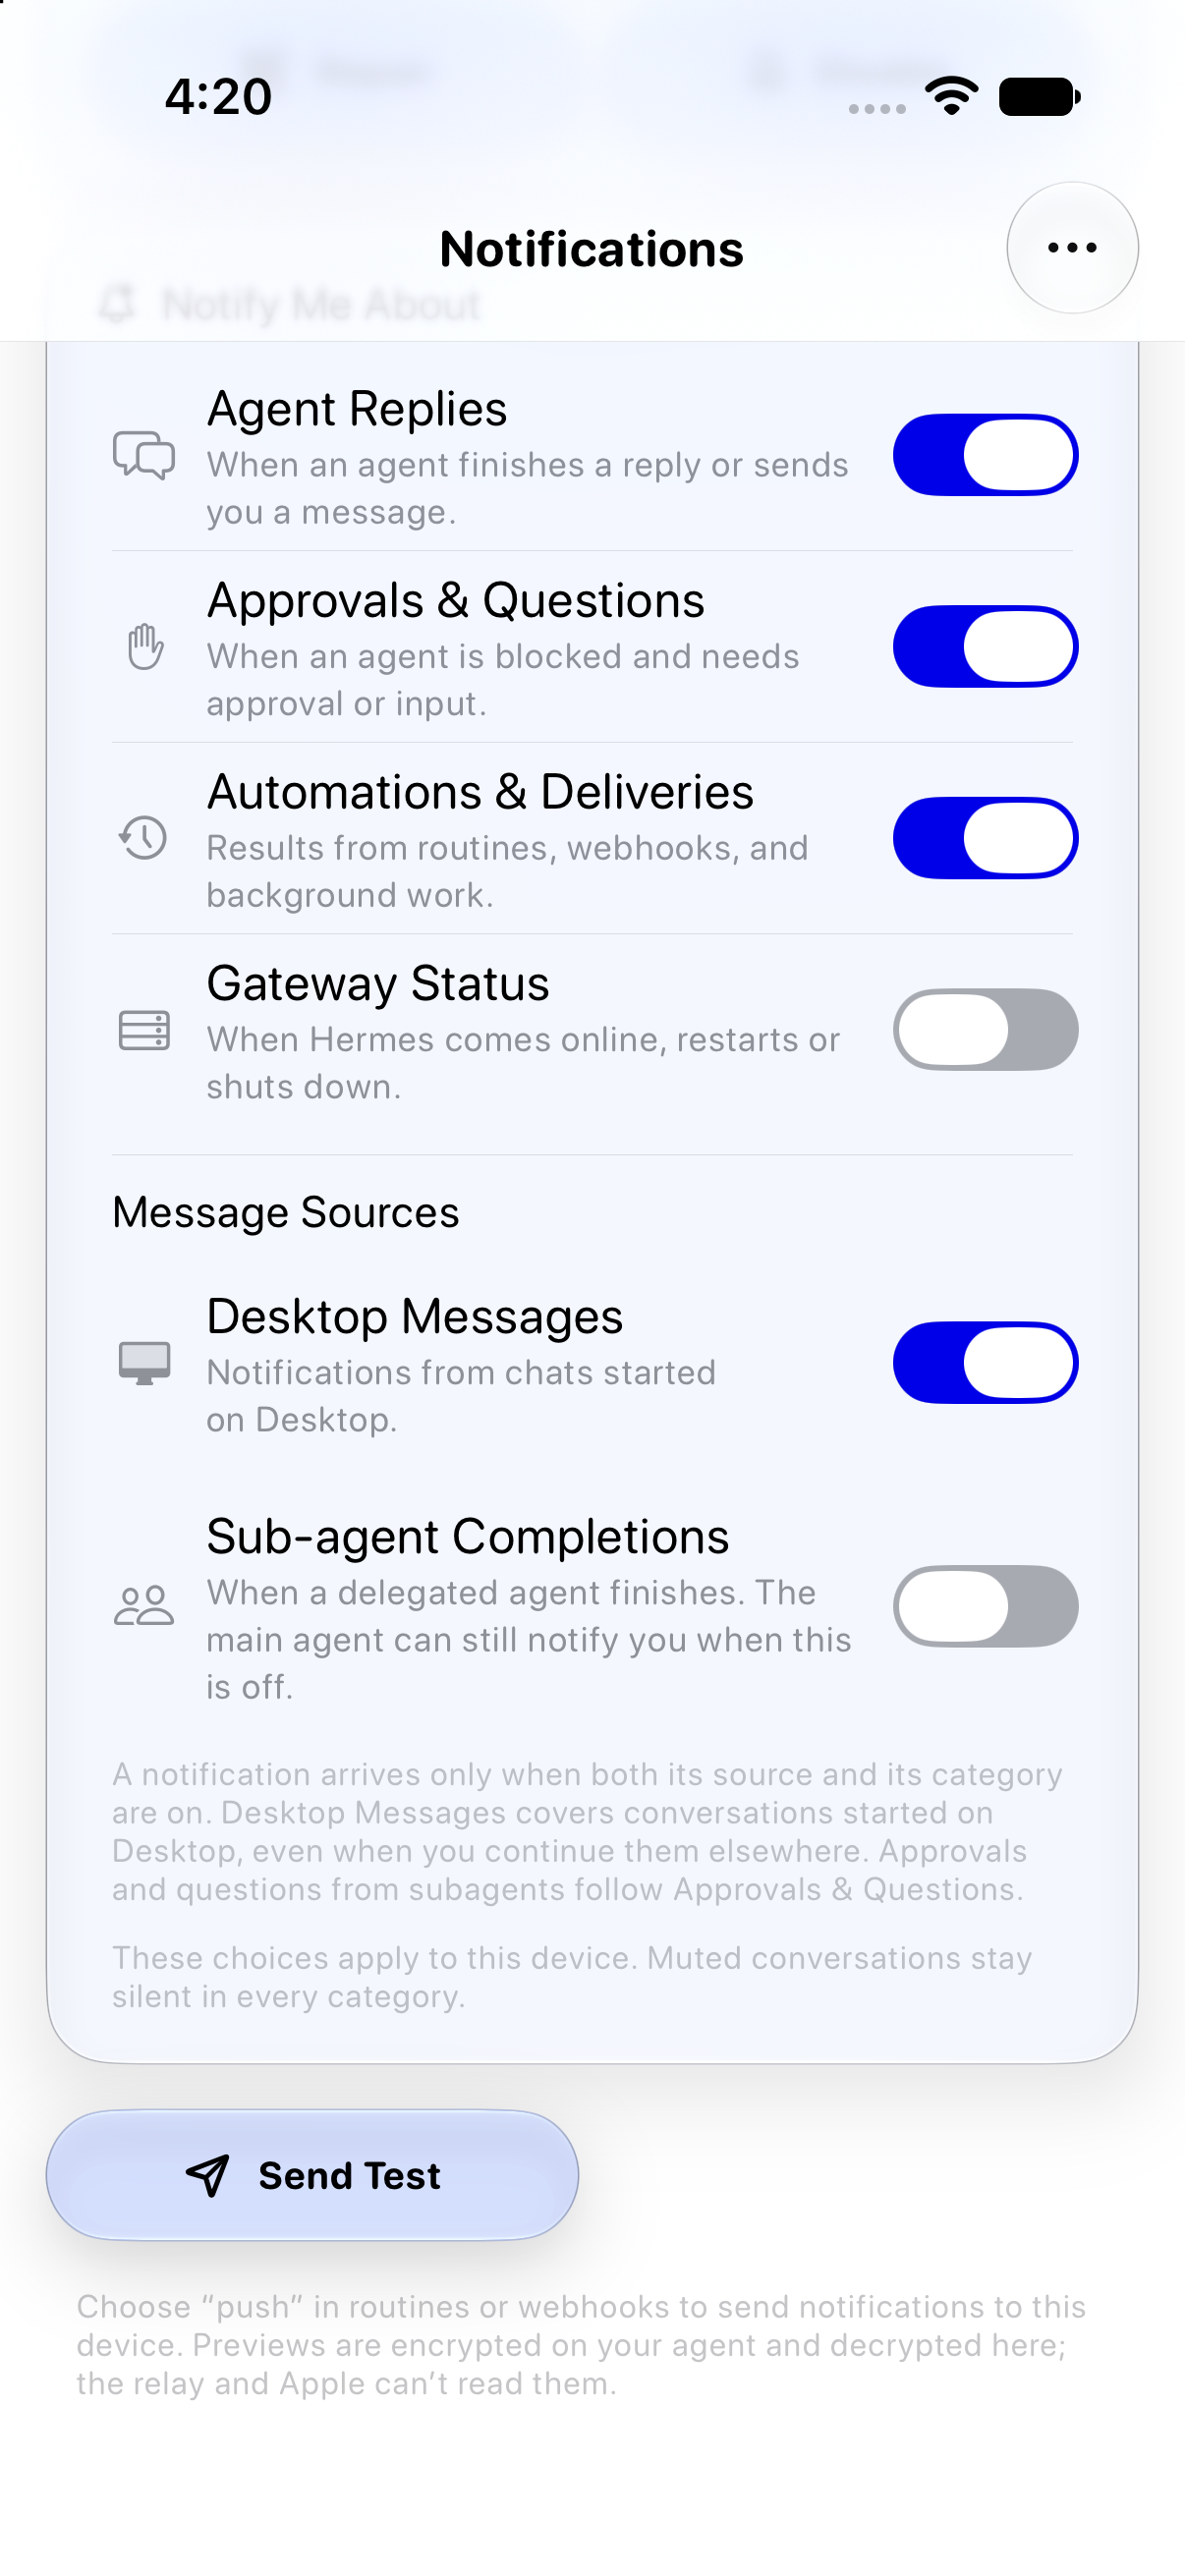 4:20
Notifications
Notify Me About
Agent Replies
When an agent finishes a reply or sends
you a message.
Approvals & Questions
When an agent is blocked and needs
approval or input.
Automations & Deliveries
Results from routines, webhooks, and
background work.
Gateway Status
When Hermes comes online, restarts or
shuts down.
Message Sources
Desktop Messages
Notifications from chats started
on Desktop.
Sub-agent Completions
When a delegated agent finishes. The
main agent can still notify you when this
is off.
A notification arrives only when both its source and its category
are on. Desktop Messages covers conversations started on
Desktop, even when you continue them elsewhere. Approvals
and questions from subagents follow Approvals & Questions.
These choices apply to this device. Muted conversations stay
silent in every category.
Send Test
Choose “push” in routines or webhooks to send notifications to this
device. Previews are encrypted on your agent and decrypted here;
the relay and Apple can’t read them.